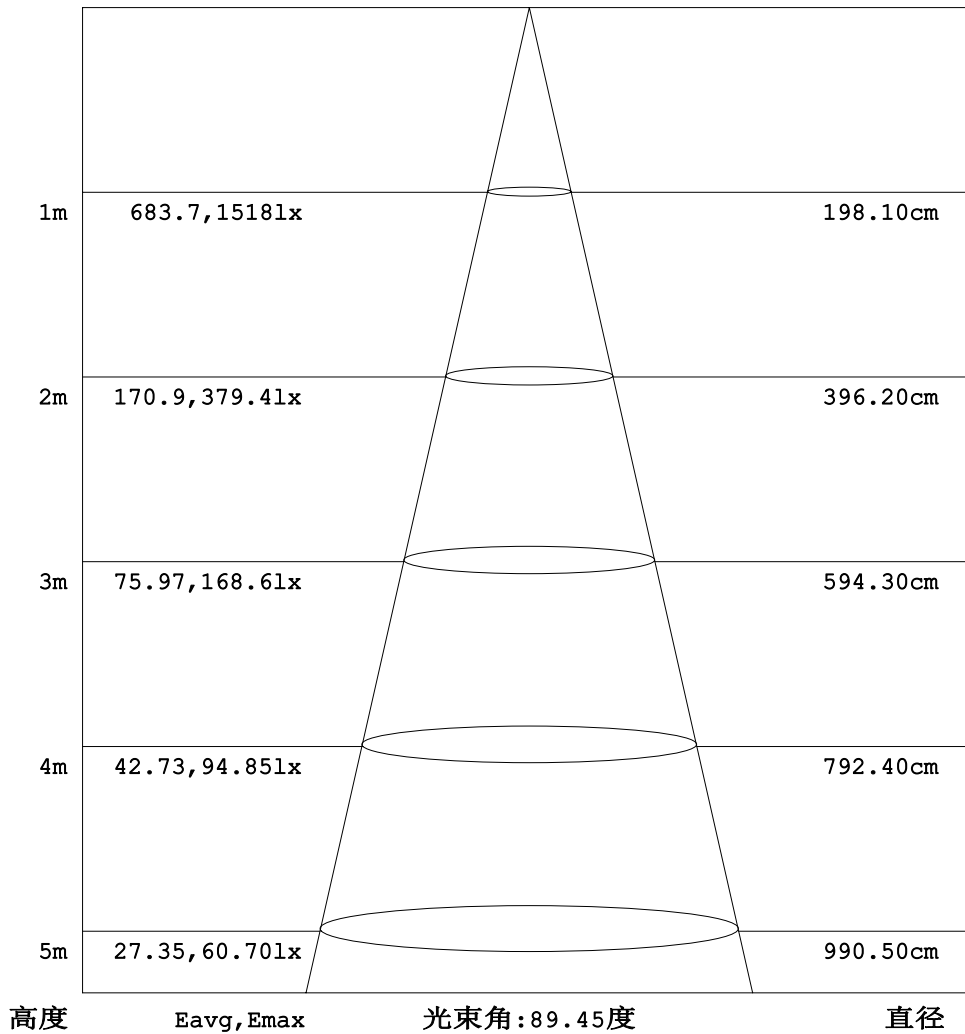 1m 683.7,1518lx 198.10cm
2m 170.9,379.4lx 396.20cm
3m 75.97,168.6lx 594.30cm
4m 42.73,94.85lx 792.40cm
5m 27.35,60.70lx 990.50cm
高度 Eavg,Emax 光束角:89.45度 直径